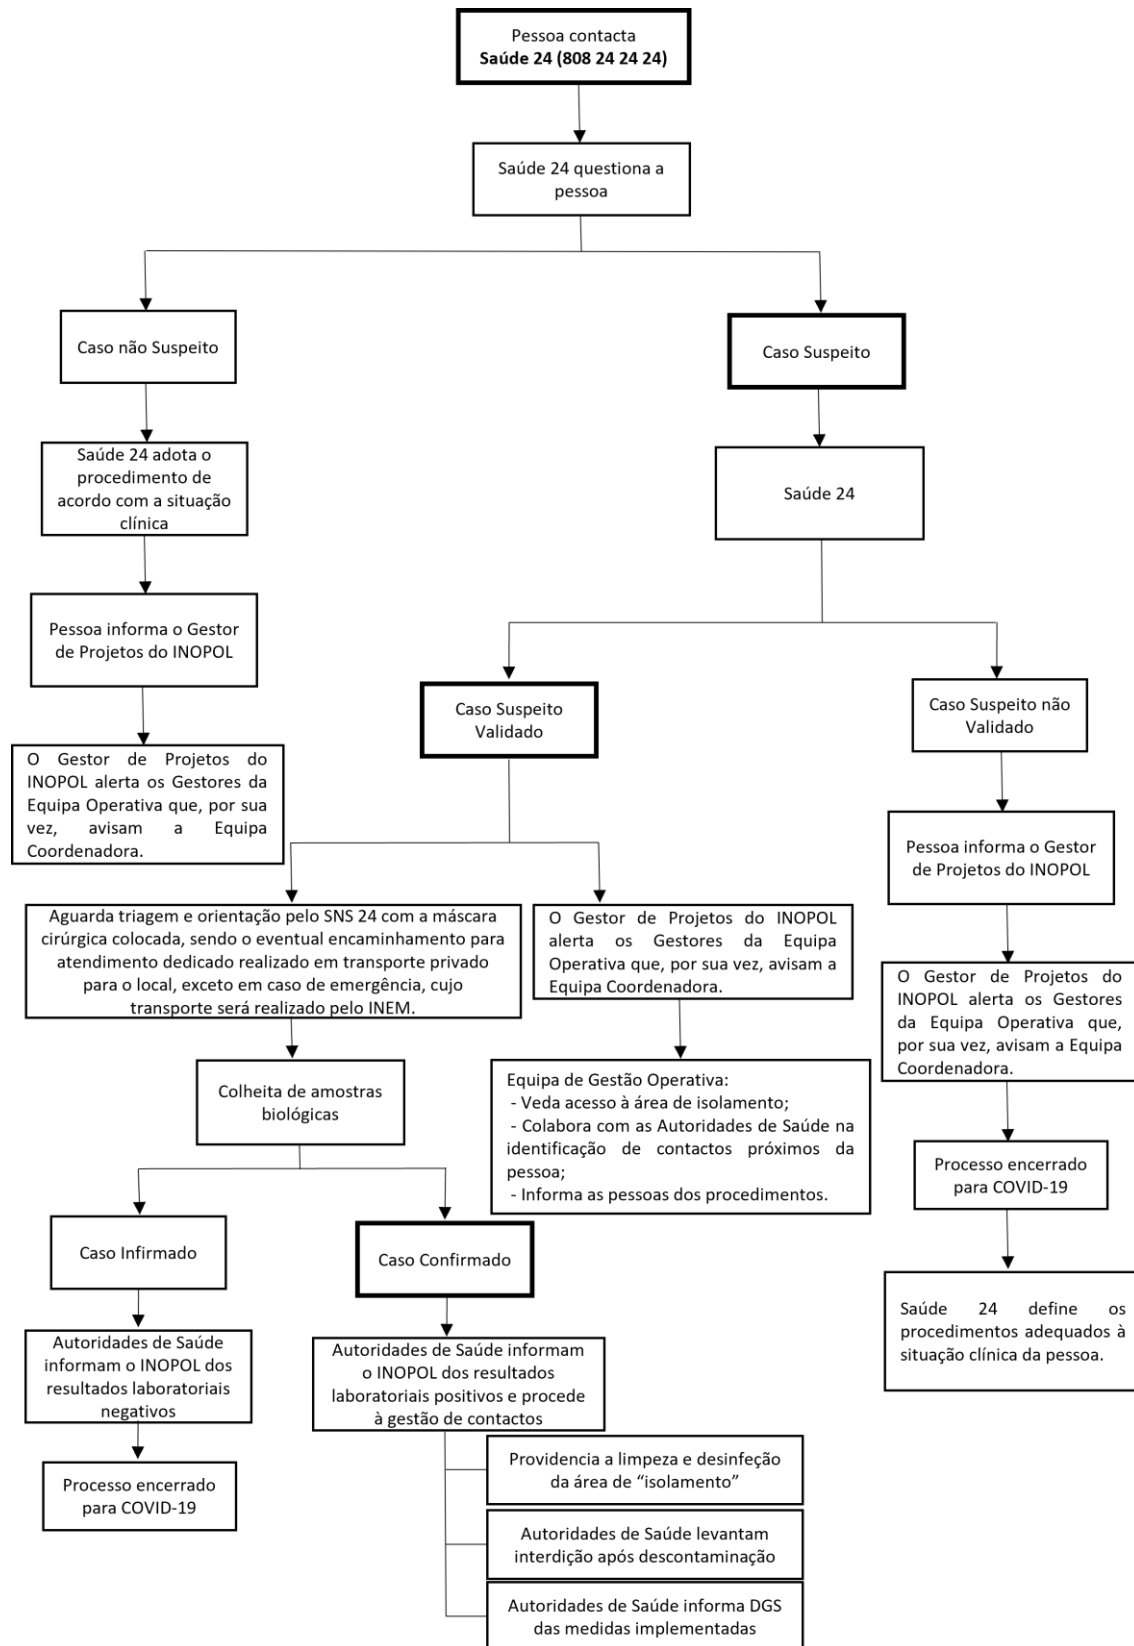 Pessoa contacta
Saúde 24 (808 24 24 24)
Saúde 24 questiona a
pessoa
Caso não Suspeito
Caso Suspeito
Saúde 24 adota o
procedimento de
acordo com a situação
clínica
Saúde 24
Pessoa informa o Gestor
de Projetos do INOPOL
Caso Suspeito
Validado
Caso Suspeito não
Validado
O Gestor de Projetos do
INOPOL alerta os Gestores da
Equipa Operativa que, por sua
vez, avisam a Equipa
Coordenadora.
Pessoa informa o Gestor
de Projetos do INOPOL
Aguarda triagem e orientação pelo SNS 24 com a máscara
cirúrgica colocada, sendo o eventual encaminhamento para
atendimento dedicado realizado em transporte privado
para o local, exceto em caso de emergência, cujo
transporte será realizado pelo INEM.
O Gestor de Projetos do INOPOL
alerta os Gestores da Equipa
Operativa que, por sua vez, avisam a
Equipa Coordenadora.
O Gestor de Projetos do
INOPOL alerta os Gestores
da Equipa Operativa que,
por sua vez, avisam a Equipa
Coordenadora.
Colheita de amostras
biológicas
Equipa de Gestão Operativa:
- Veda acesso à área de isolamento;
- Colabora com as Autoridades de Saúde na
identificação de contactos próximos da
pessoa;
- Informa as pessoas dos procedimentos.
Processo encerrado
para COVID-19
Caso Infirmado
Caso Confirmado
Saúde 24 define os
procedimentos adequados à
situação clínica da pessoa.
Autoridades de Saúde
informam o INOPOL dos
resultados laboratoriais
negativos
Autoridades de Saúde informam
o INOPOL dos resultados
laboratoriais positivos e procede
à gestão de contactos
Processo encerrado
para COVID-19
Providencia a limpeza e desinfeção
da área de “isolamento”
Autoridades de Saúde levantam
interdição após descontaminação
Autoridades de Saúde informa DGS
das medidas implementadas